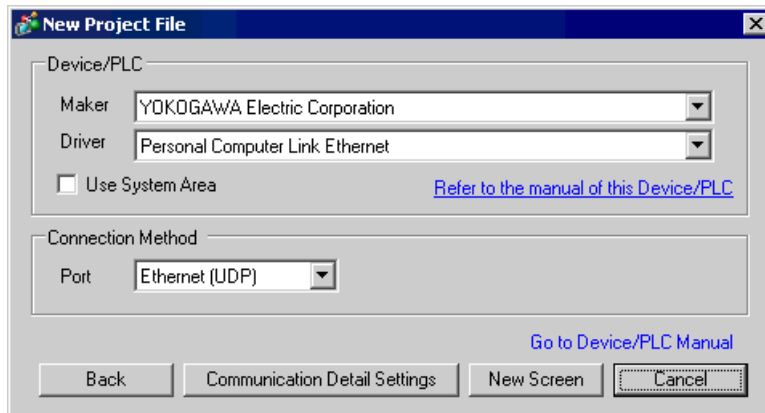 New Project File
Device/PLC
Maker YOKOGAWA Electric Corporation
Driver Personal Computer Link Ethernet
Use System Area Refer to the manual of this Device/PLC
Connection Method
Port Ethernet (UDP)
Go to Device/PLC Manual
Back Communication Detail Settings New Screen Cancel